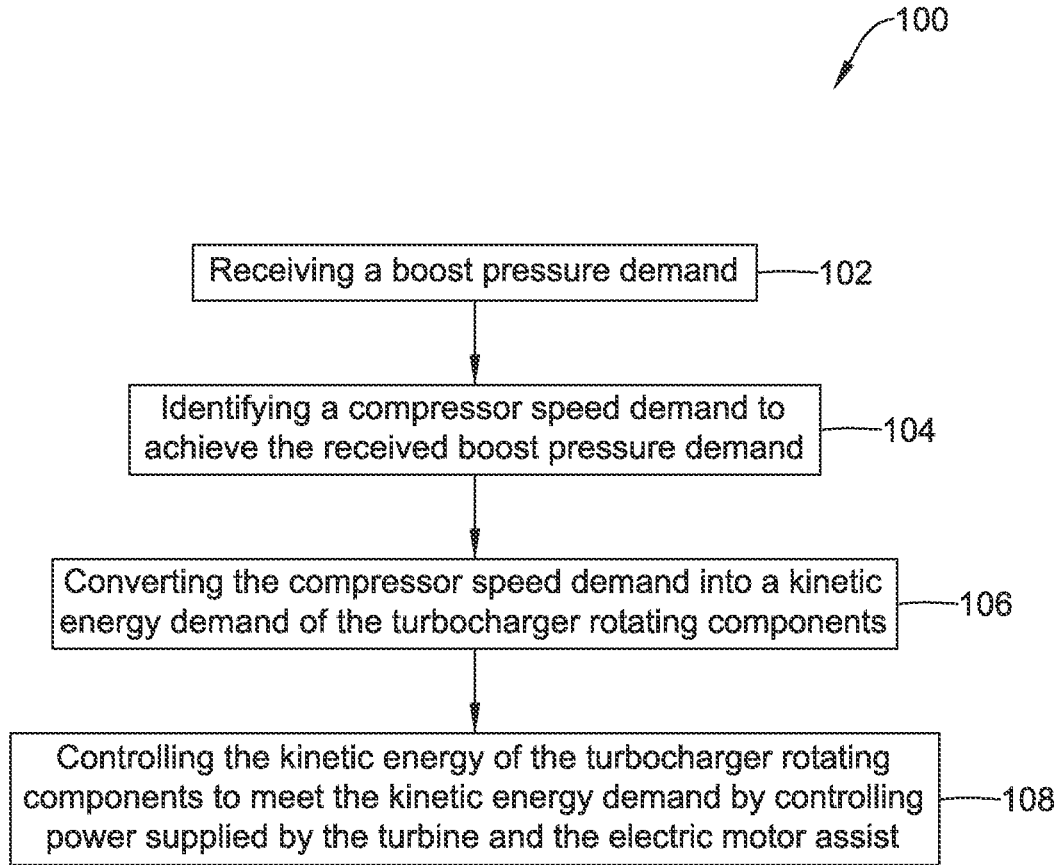 100
Receiving a boost pressure demand
102
Identifying a compressor speed demand to
achieve the received boost pressure demand
104
Converting the compressor speed demand into a kinetic
energy demand of the turbocharger rotating components
106
Controlling the kinetic energy of the turbocharger rotating
components to meet the kinetic energy demand by controlling
power supplied by the turbine and the electric motor assist
108